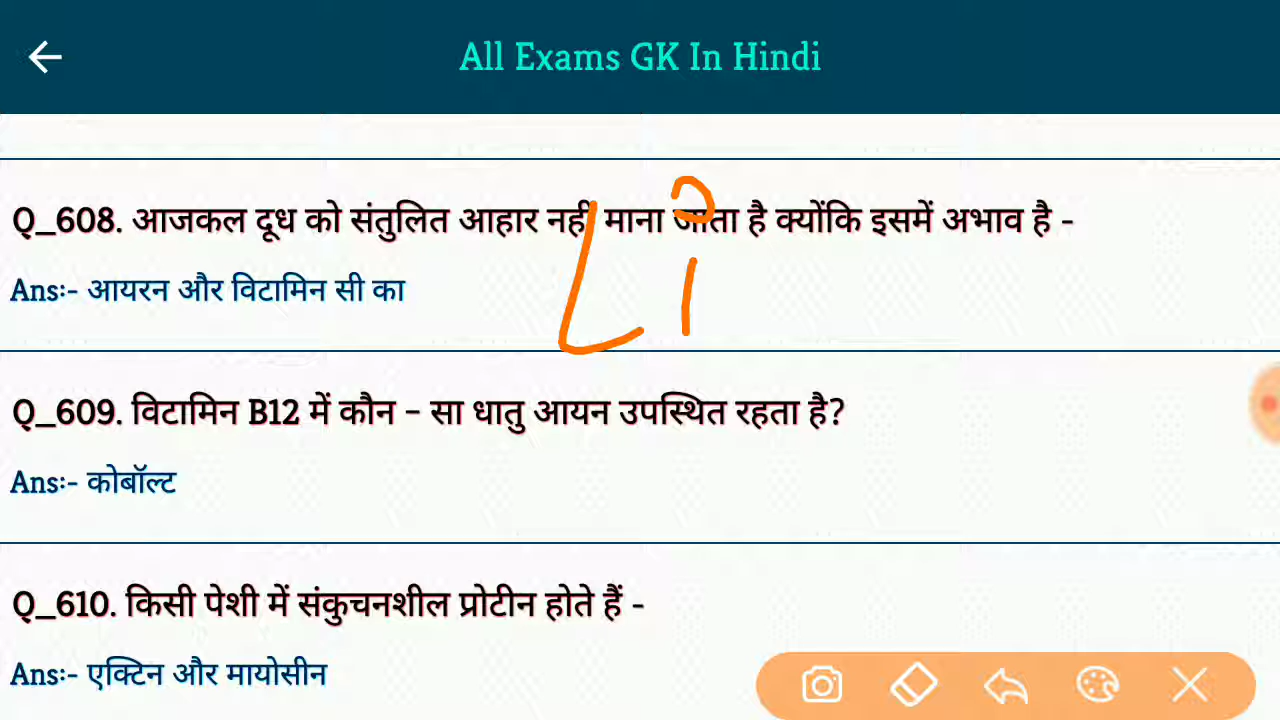 All Exams GK In Hindi
Q_608. आजकल दूध को संतुलित आहार नहीं माना जाता है क्योंकि इसमें अभाव है -
Ans:- आयरन और विटामिन सी का
Li
Q_609. विटामिन B12 में कौन - सा धातु आयन उपस्थित रहता है?
Ans:- कोबॉल्ट
Q_610. किसी पेशी में संकुचनशील प्रोटीन होते हैं -
Ans:- एक्टिन और मायोसीन